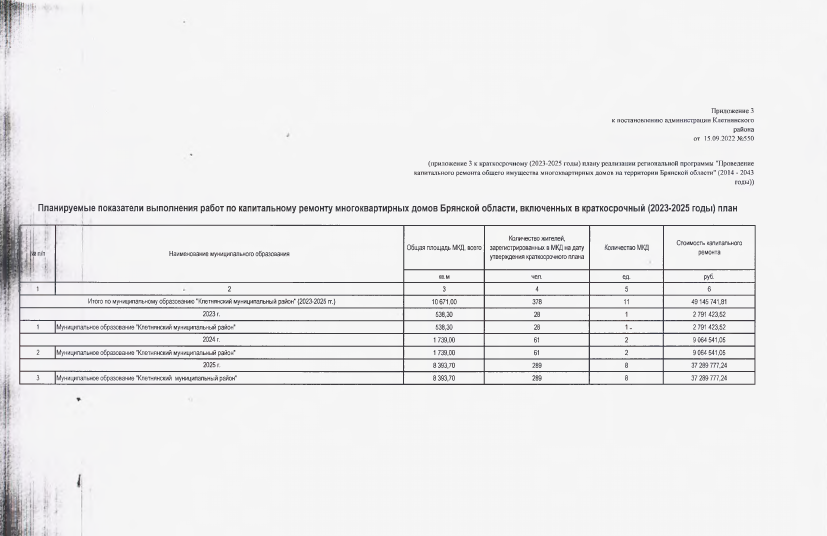 Приложение 3
к постановлению администрации Клетнянского
района
от 15.09.2022 №550
(приложение 3 к краткосрочному (2023-2025 годы) плану реализации региональной программы "Проведение
капитального ремонта общего имущества многоквартирных домов на территории Брянской области" (2014 - 2043
годы))
Планируемые показатели выполнения работ по капитальному ремонту многоквартирных домов Брянской области, включенных в краткосрочный (2023-2025 годы) план
№ п/п Наименование муниципального образования Общая площадь МКД, всего Количество жителей, зарегистрированных в МКД на дату утверждения краткосрочного плана Количество МКД Стоимость капитального ремонта
кв.м чел. ед. руб.
1 2 3 4 5 6
Итого по муниципальному образованию "Клетнянский муниципальный район" (2023-2025 гг.) 10 671,00 378 11 49 145 741,81
2023 г. 538,30 28 1 2 791 423,52
1 Муниципальное образование "Клетнянский муниципальный район" 538,30 28 1 2 791 423,52
2024 г. 1 739,00 61 2 9 064 541,05
2 Муниципальное образование "Клетнянский муниципальный район" 1 739,00 61 2 9 064 541,05
2025 г. 8 393,70 289 8 37 289 777,24
3 Муниципальное образование "Клетнянский муниципальный район" 8 393,70 289 8 37 289 777,24